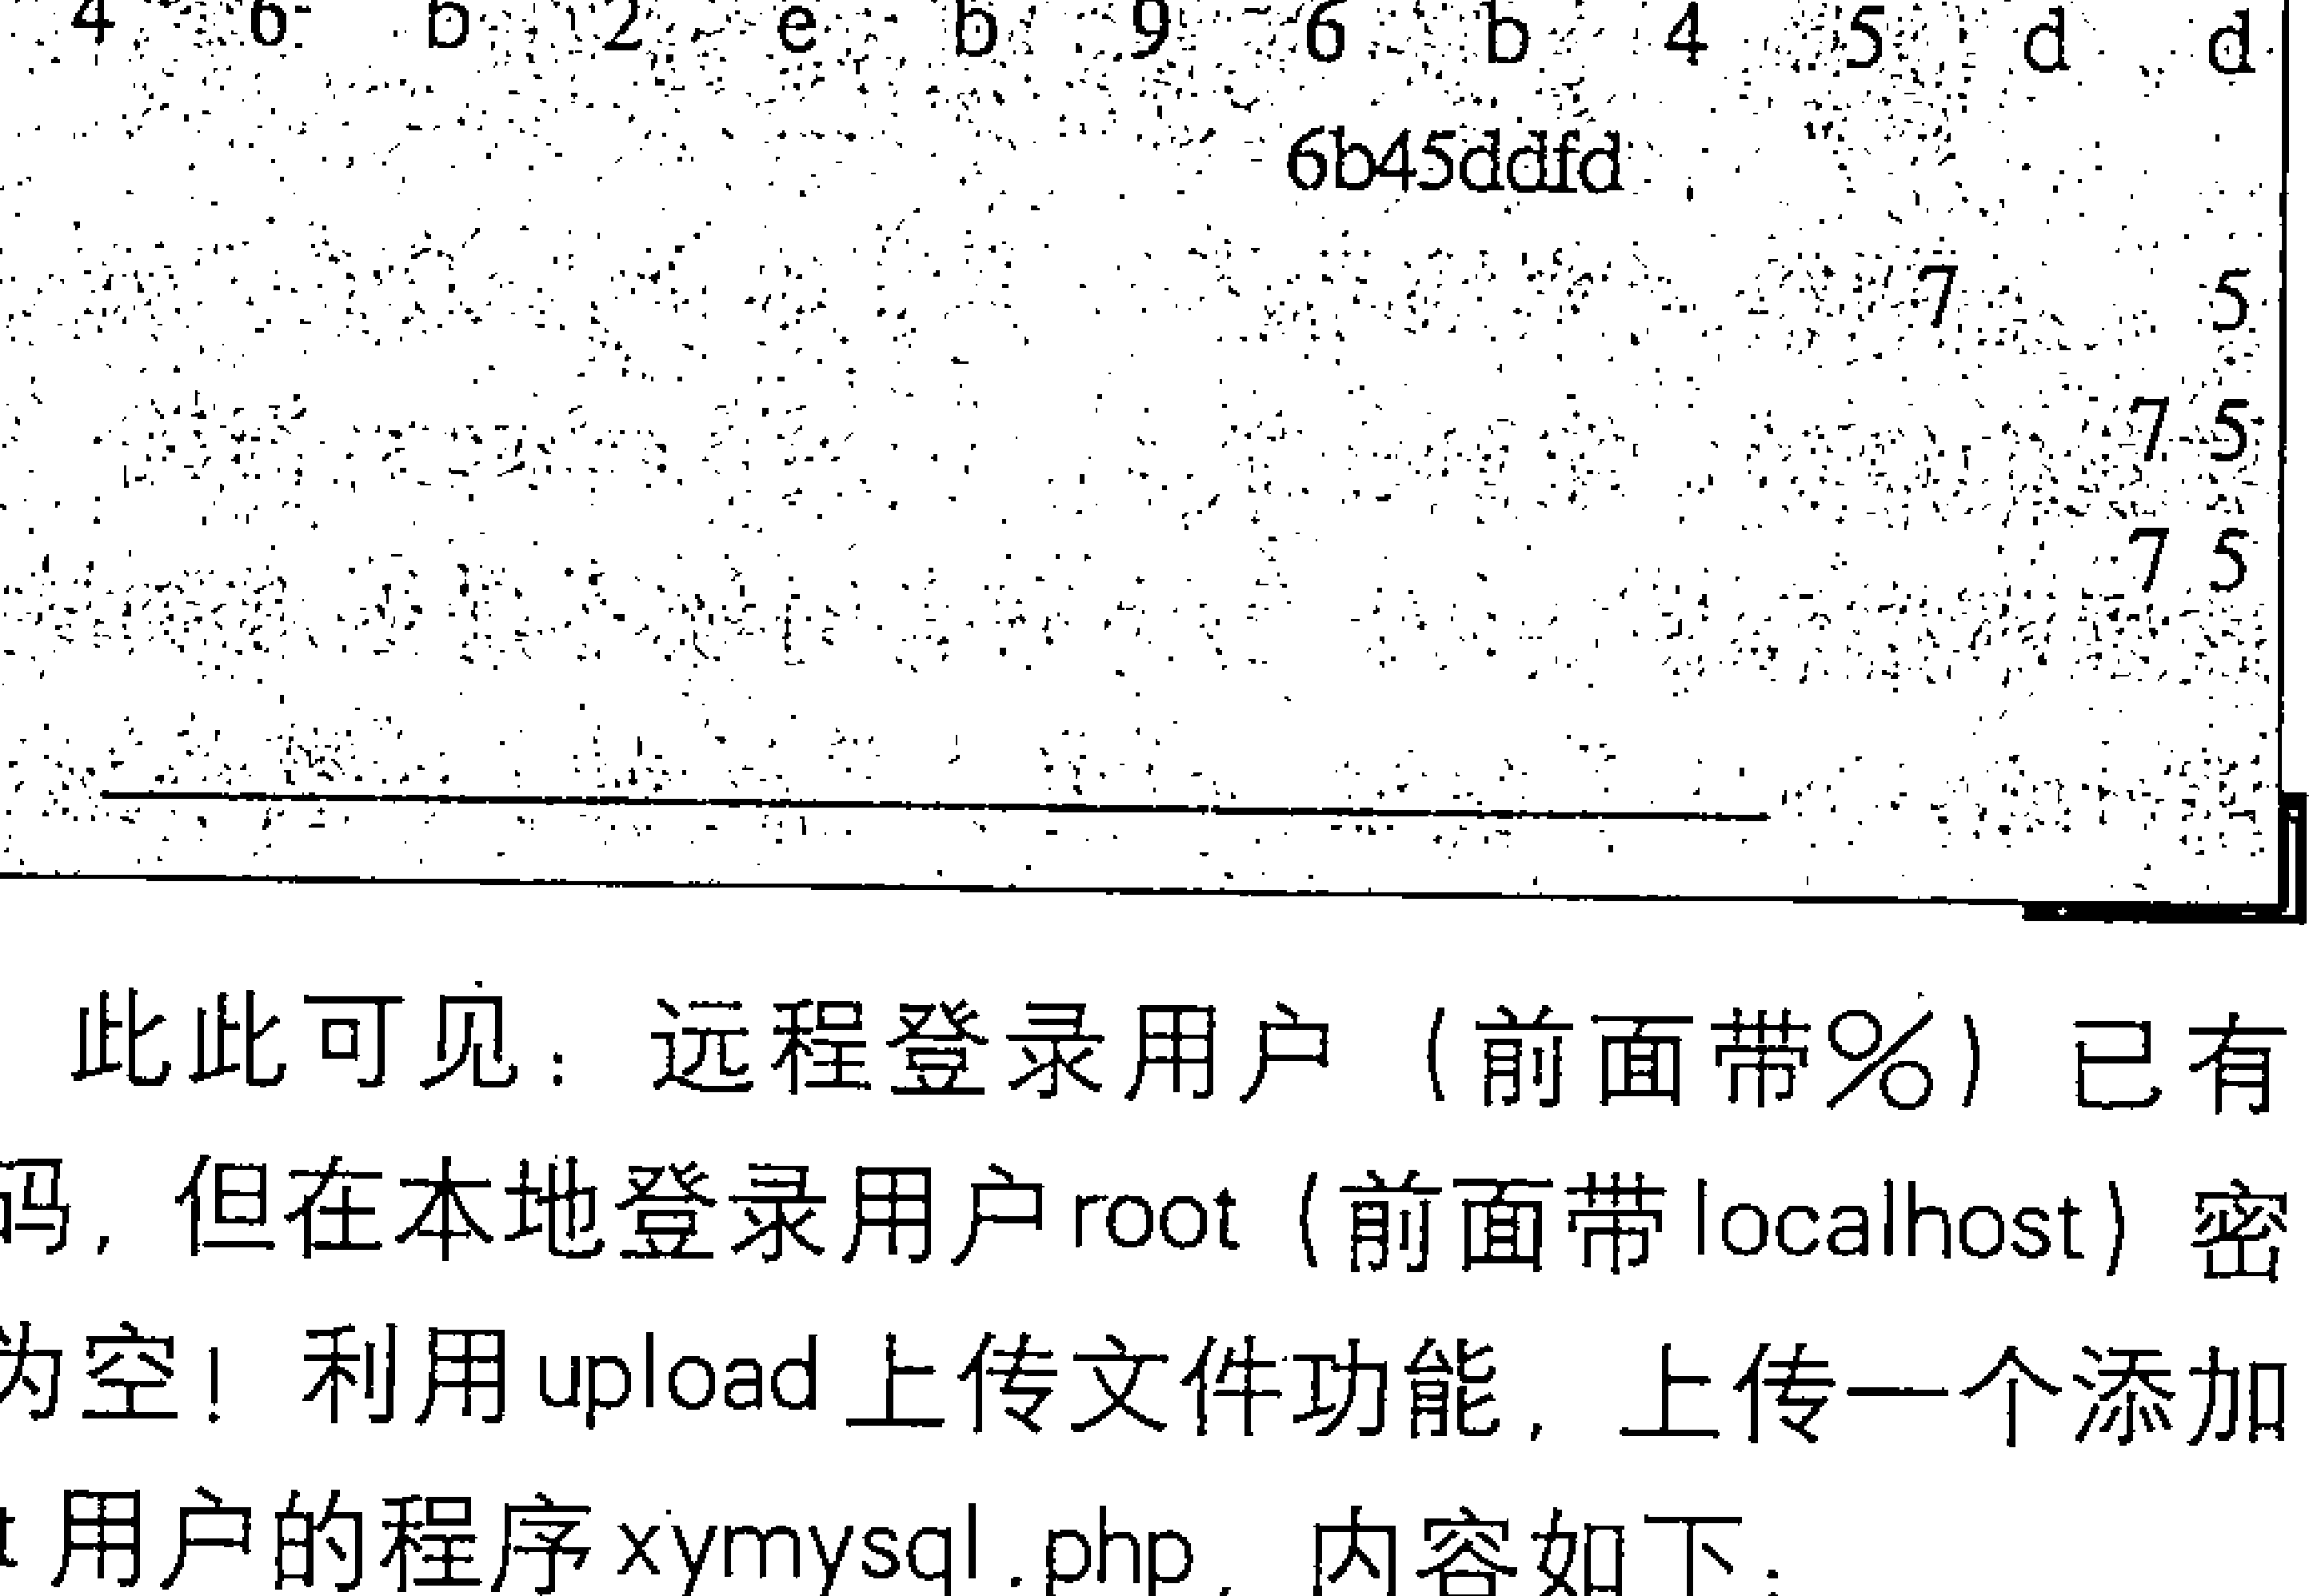 4 6 b 2 e b 9 6 b 4 5 d d
6b45ddfd
7 5
7 5
7 5
此此可见：远程登录用户（前面带%）已有
码，但在本地登录用户root（前面带localhost）密
为空！利用upload上传文件功能，上传一个添加
t用户的程序xymysql.php，内容如下：